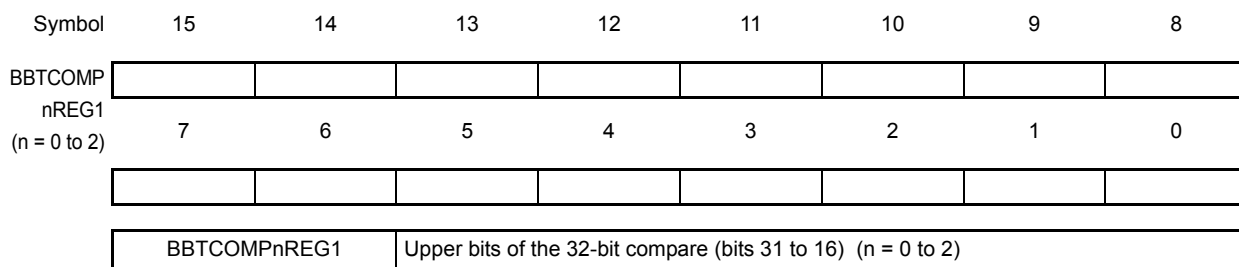 Symbol 15 14 13 12 11 10 9 8
BBTCOMP
nREG1
(n = 0 to 2)
7 6 5 4 3 2 1 0
BBTCOMPnREG1 Upper bits of the 32-bit compare (bits 31 to 16) (n = 0 to 2)